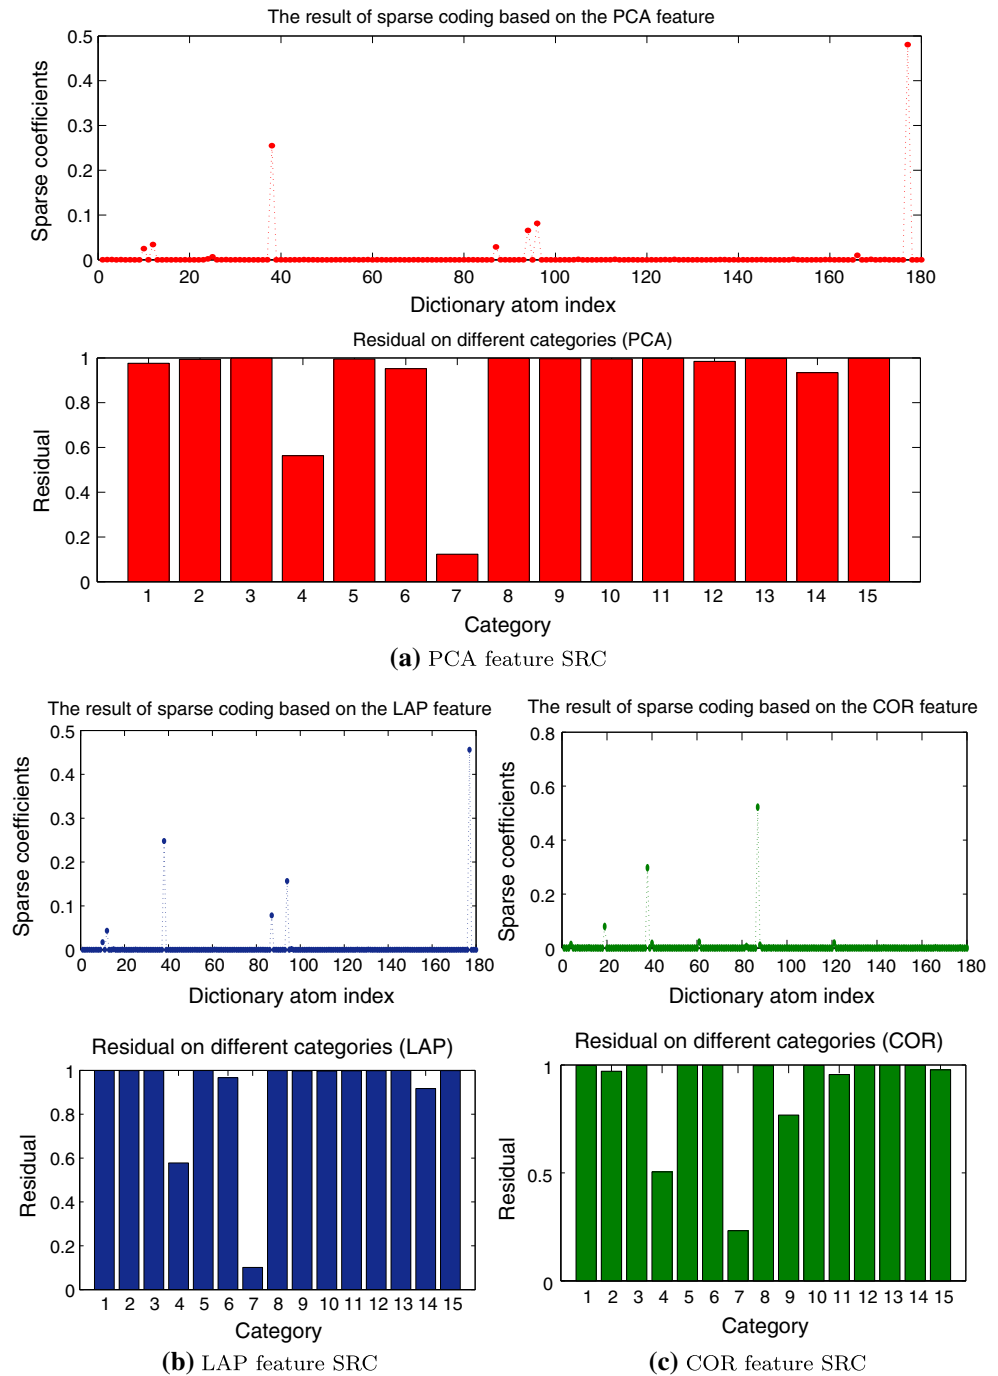 The result of sparse coding based on the PCA feature
0.5
0.4
0.3
0.2
0.1
0
Sparse coefficients
0 20 40 60 80 100 120 140 160 180
Dictionary atom index
Residual on different categories (PCA)
1
0.8
0.6
0.4
0.2
0
Residual
1 2 3 4 5 6 7 8 9 10 11 12 13 14 15
Category
(a) PCA feature SRC
The result of sparse coding based on the LAP feature
0.5
0.4
0.3
0.2
0.1
0
Sparse coefficients
0 20 40 60 80 100 120 140 160 180
Dictionary atom index
Residual on different categories (LAP)
1
0.8
0.6
0.4
0.2
0
Residual
1 2 3 4 5 6 7 8 9 10 11 12 13 14 15
Category
(b) LAP feature SRC
The result of sparse coding based on the COR feature
0.8
0.6
0.4
0.2
0
Sparse coefficients
0 20 40 60 80 100 120 140 160 180
Dictionary atom index
Residual on different categories (COR)
1
0.5
0
Residual
1 2 3 4 5 6 7 8 9 10 11 12 13 14 15
Category
(c) COR feature SRC